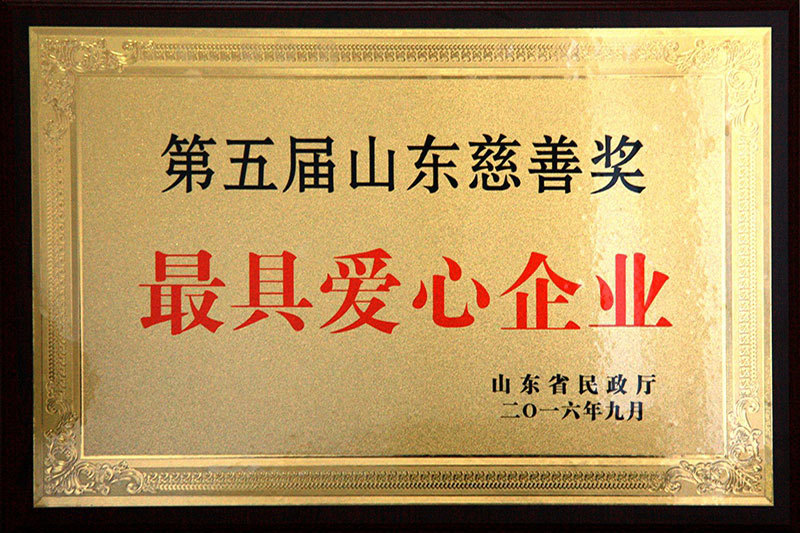 第五届山东慈善奖
最具爱心企业
山东省民政厅
二〇一六年九月